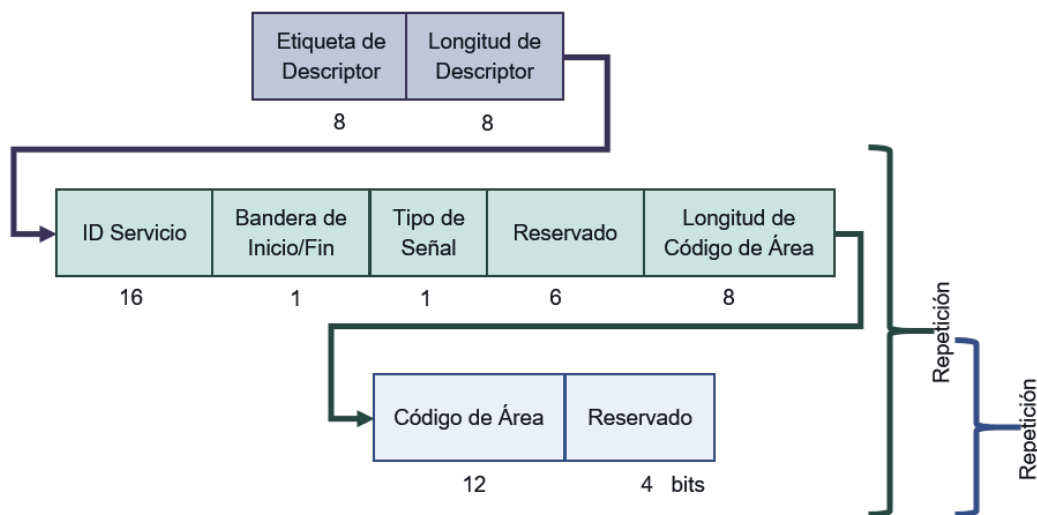 Etiqueta de
Descriptor
Longitud de
Descriptor
8
8
ID Servicio
Bandera de
Inicio/Fin
Tipo de
Señal
Reservado
Longitud de
Código de Área
16
1
1
6
8
Repetición
Código de Área
Reservado
12
4 bits
Repetición